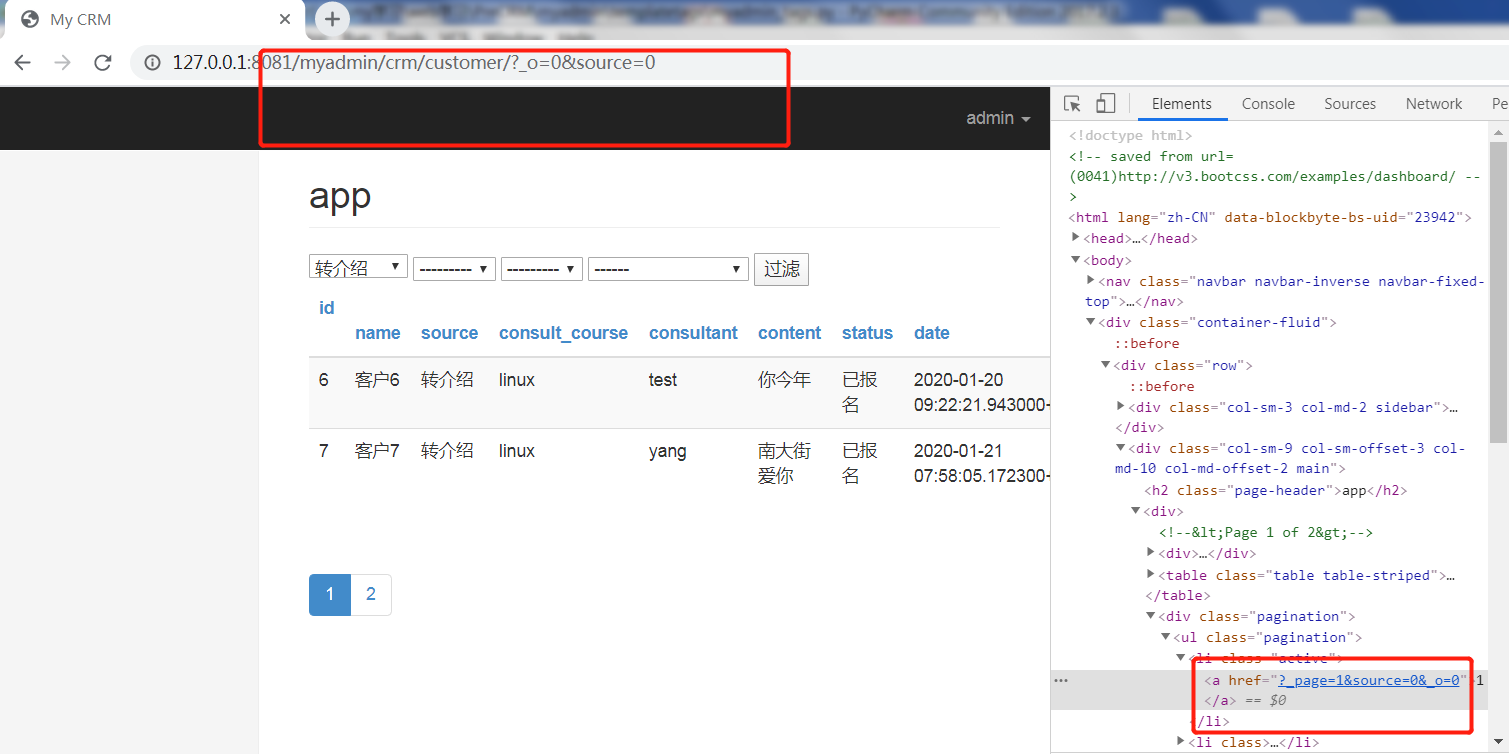 My CRM
127.0.0.1:8081/myadmin/crm/customer/?_o=0&source=0
admin
app
转介绍 --------- --------- ------ 过滤
id name source consult_course consultant content status date
6 客户6 转介绍 linux test 你今年 已报名 2020-01-20 09:22:21.943000-
7 客户7 转介绍 linux yang 南大街爱你 已报名 2020-01-21 07:58:05.172300-
1 2
Elements Console Sources Network Pe
<!doctype html>
<!-- saved from url=
(0041)http://v3.bootcss.com/examples/dashboard/ --
>
<html lang="zh-CN" data-blockbyte-bs-uid="23942">
<head>…</head>
<body>
<nav class="navbar navbar-inverse navbar-fixed-
top">…</nav>
<div class="container-fluid">
::before
<div class="row">
::before
<div class="col-sm-3 col-md-2 sidebar">…
</div>
<div class="col-sm-9 col-sm-offset-3 col-
md-10 col-md-offset-2 main">
<h2 class="page-header">app</h2>
<div>
<!--&lt;Page 1 of 2&gt;-->
<div>…</div>
<table class="table table-striped">…
</table>
<div class="pagination">
<ul class="pagination">
<li class="active">
<a href="?_page=1&source=0&_o=0">1
</a> == $0
</li>
<li class>…</li>